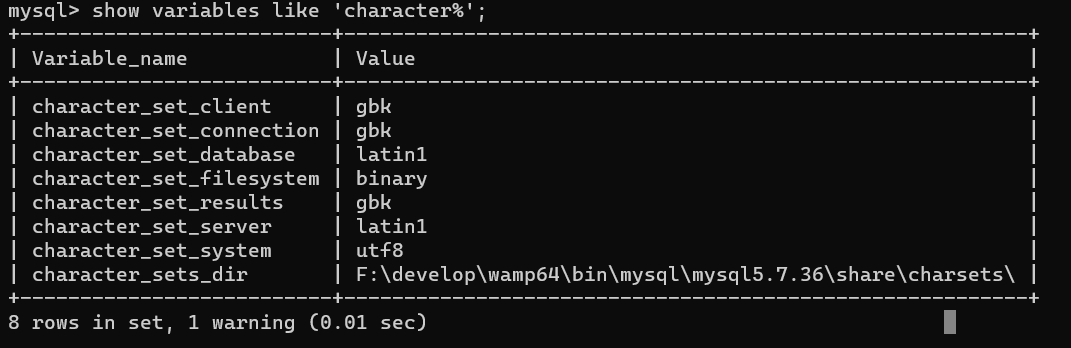 mysql> show variables like 'character%';
+--------------------------+---------------------------------------------------------+
| Variable_name            | Value                                                   |
+--------------------------+---------------------------------------------------------+
| character_set_client     | gbk                                                     |
| character_set_connection | gbk                                                     |
| character_set_database   | latin1                                                  |
| character_set_filesystem | binary                                                  |
| character_set_results    | gbk                                                     |
| character_set_server     | latin1                                                  |
| character_set_system     | utf8                                                    |
| character_sets_dir       | F:\develop\wamp64\bin\mysql\mysql5.7.36\share\charsets\ |
+--------------------------+---------------------------------------------------------+
8 rows in set, 1 warning (0.01 sec)